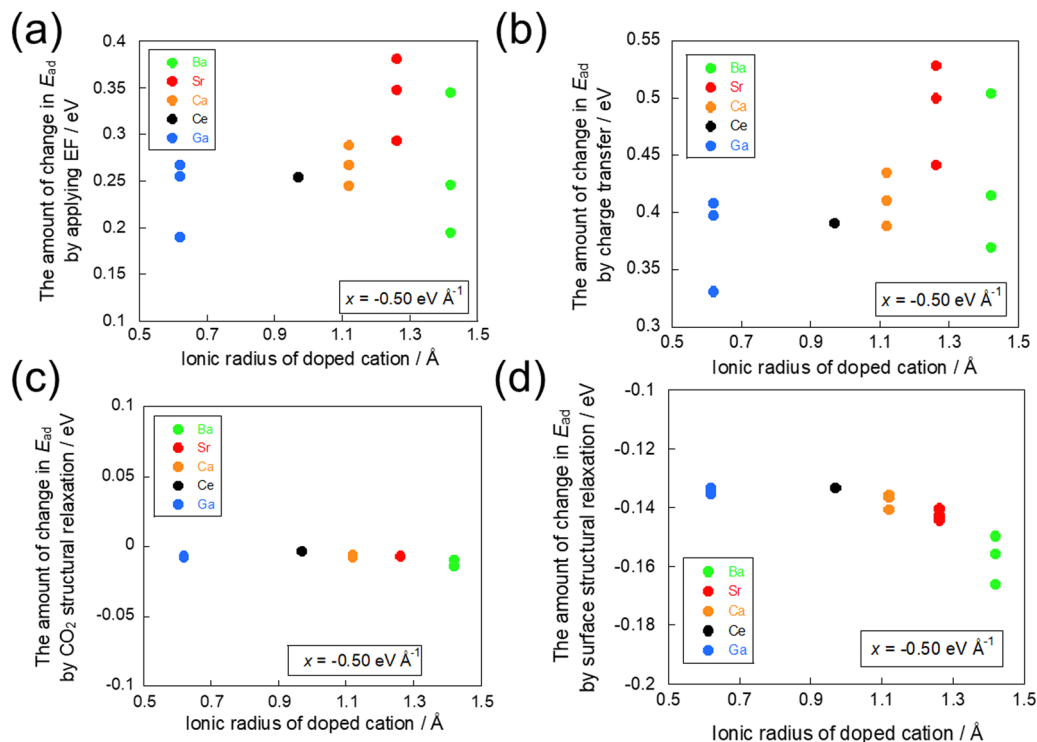 (a)
The amount of change in Ead
by applying EF / eV
0.4
0.35
0.3
0.25
0.2
0.15
0.1
Ba
Sr
Ca
Ce
Ga
x = -0.50 eV Å-1
0.5 0.7 0.9 1.1 1.3 1.5
Ionic radius of doped cation / Å
(b)
The amount of change in Ead
by charge transfer / eV
0.55
0.5
0.45
0.4
0.35
0.3
Ba
Sr
Ca
Ce
Ga
x = -0.50 eV Å-1
0.5 0.7 0.9 1.1 1.3 1.5
Ionic radius of doped cation / Å
(c)
The amount of change in Ead
by CO2 structural relaxation / eV
0.1
0.05
0
-0.05
-0.1
Ba
Sr
Ca
Ce
Ga
x = -0.50 eV Å-1
0.5 0.7 0.9 1.1 1.3 1.5
Ionic radius of doped cation / Å
(d)
The amount of change in Ead
by surface structural relaxation / eV
-0.1
-0.12
-0.14
-0.16
-0.18
-0.2
Ba
Sr
Ca
Ce
Ga
x = -0.50 eV Å-1
0.5 0.7 0.9 1.1 1.3 1.5
Ionic radius of doped cation / Å